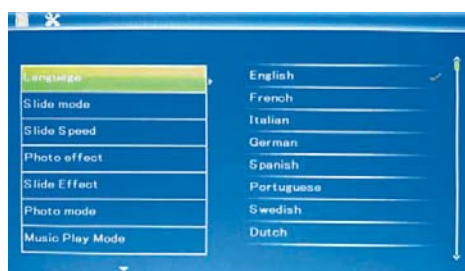 Language
Slide mode
Slide Speed
Photo effect
Slide Effect
Photo mode
Music Play Mode
English
French
Italian
German
Spanish
Portuguese
Swedish
Dutch